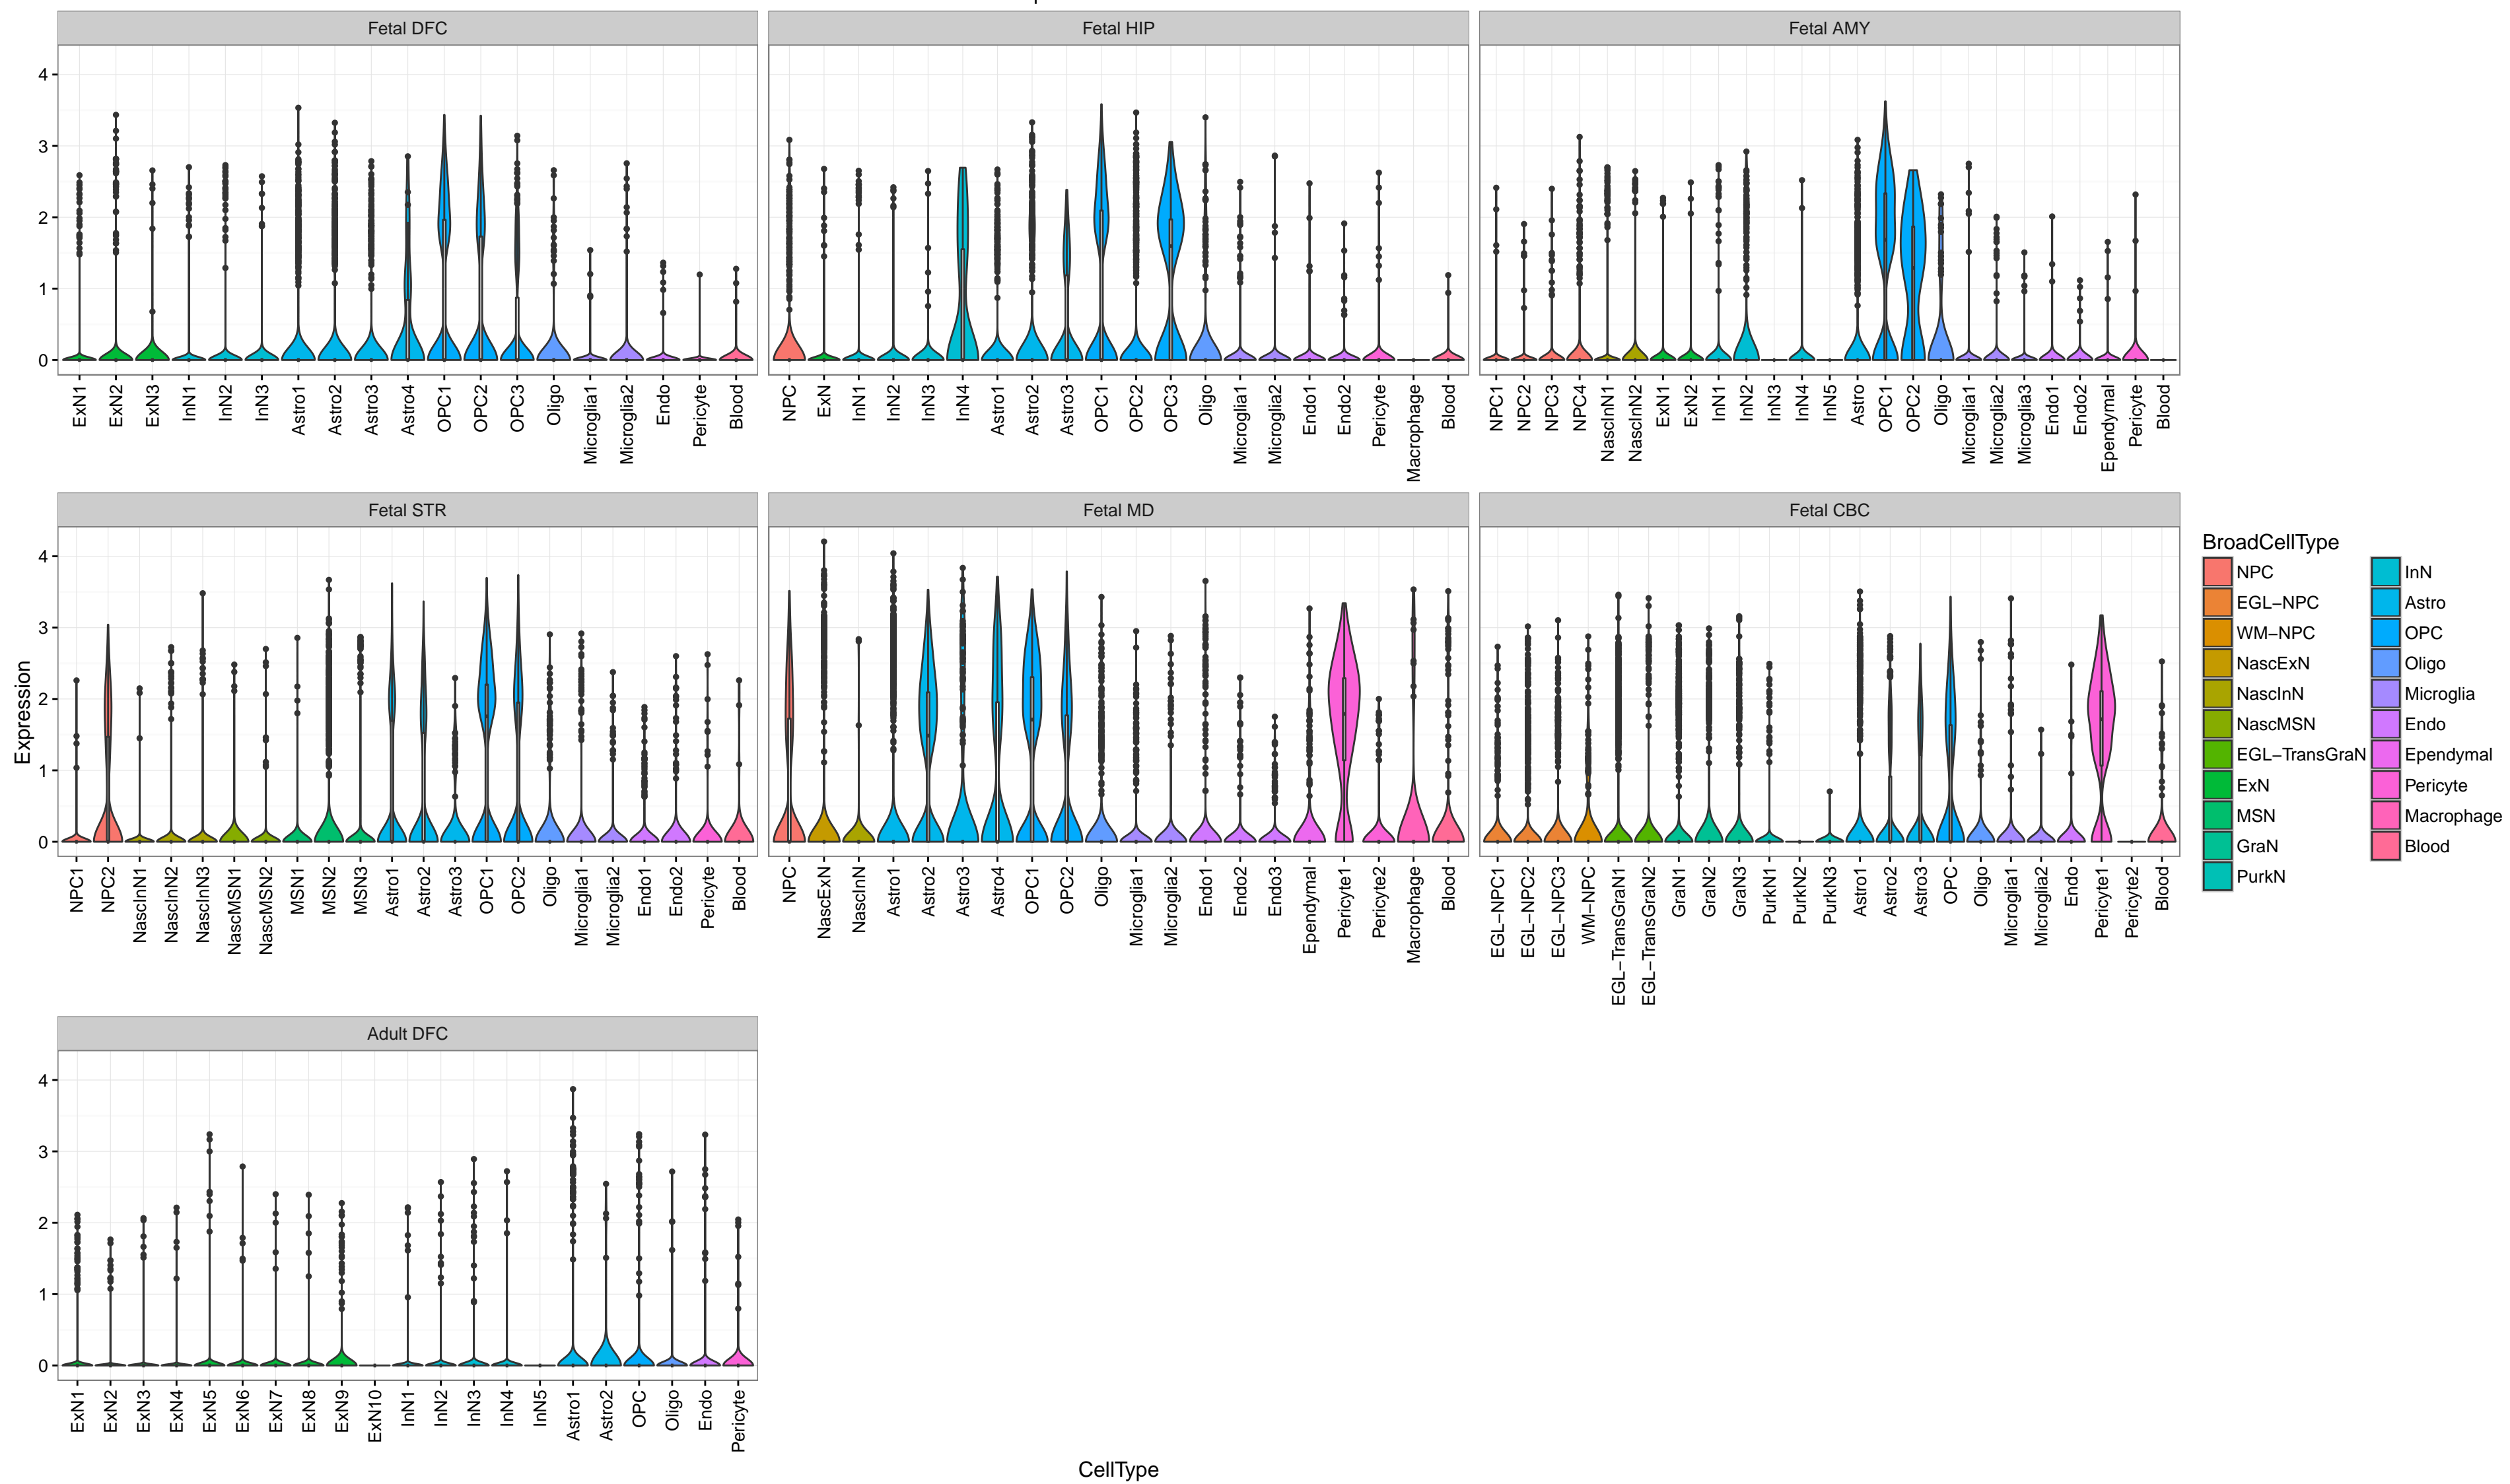 Fetal DFC
Fetal HIP
Fetal AMY
4
3
2
1
0
ExN1 ExN2 ExN3 InN1 InN2 InN3 Astro1 Astro2 Astro3 Astro4 OPC1 OPC2 OPC3 Oligo Microglia1 Microglia2 Endo Pericyte Blood
NPC ExN InN1 InN2 InN3 InN4 Astro1 Astro2 Astro3 OPC1 OPC2 OPC3 Oligo Microglia1 Microglia2 Endo1 Endo2 Pericyte Macrophage Blood
NPC1 NPC2 NPC3 NPC4 NascInN1 NascInN2 ExN1 ExN2 InN1 InN2 InN3 InN4 InN5 Astro OPC1 OPC2 Oligo Microglia1 Microglia2 Microglia3 Endo1 Endo2 Ependymal Pericyte Blood
Fetal STR
Fetal MD
Fetal CBC
Expression
4
3
2
1
0
NPC1 NPC2 NascInN1 NascInN2 NascInN3 NascMSN1 NascMSN2 MSN1 MSN2 MSN3 Astro1 Astro2 Astro3 OPC1 OPC2 Oligo Microglia1 Microglia2 Endo1 Endo2 Pericyte Blood
NPC NascExN NascInN Astro1 Astro2 Astro3 Astro4 OPC1 OPC2 Oligo Microglia1 Microglia2 Endo1 Endo2 Endo3 Ependymal Pericyte1 Pericyte2 Macrophage Blood
EGL−NPC1 EGL−NPC2 EGL−NPC3 WM−NPC EGL−TransGraN1 EGL−TransGraN2 GraN1 GraN2 GraN3 PurkN1 PurkN2 PurkN3 Astro1 Astro2 Astro3 OPC Oligo Microglia1 Microglia2 Endo Pericyte1 Pericyte2 Blood
BroadCellType
NPC
EGL−NPC
WM−NPC
NascExN
NascInN
NascMSN
EGL−TransGraN
ExN
MSN
GraN
PurkN
InN
Astro
OPC
Oligo
Microglia
Endo
Ependymal
Pericyte
Macrophage
Blood
Adult DFC
4
3
2
1
0
ExN1 ExN2 ExN3 ExN4 ExN5 ExN6 ExN7 ExN8 ExN9 ExN10 InN1 InN2 InN3 InN4 InN5 Astro1 Astro2 OPC Oligo Endo Pericyte
CellType